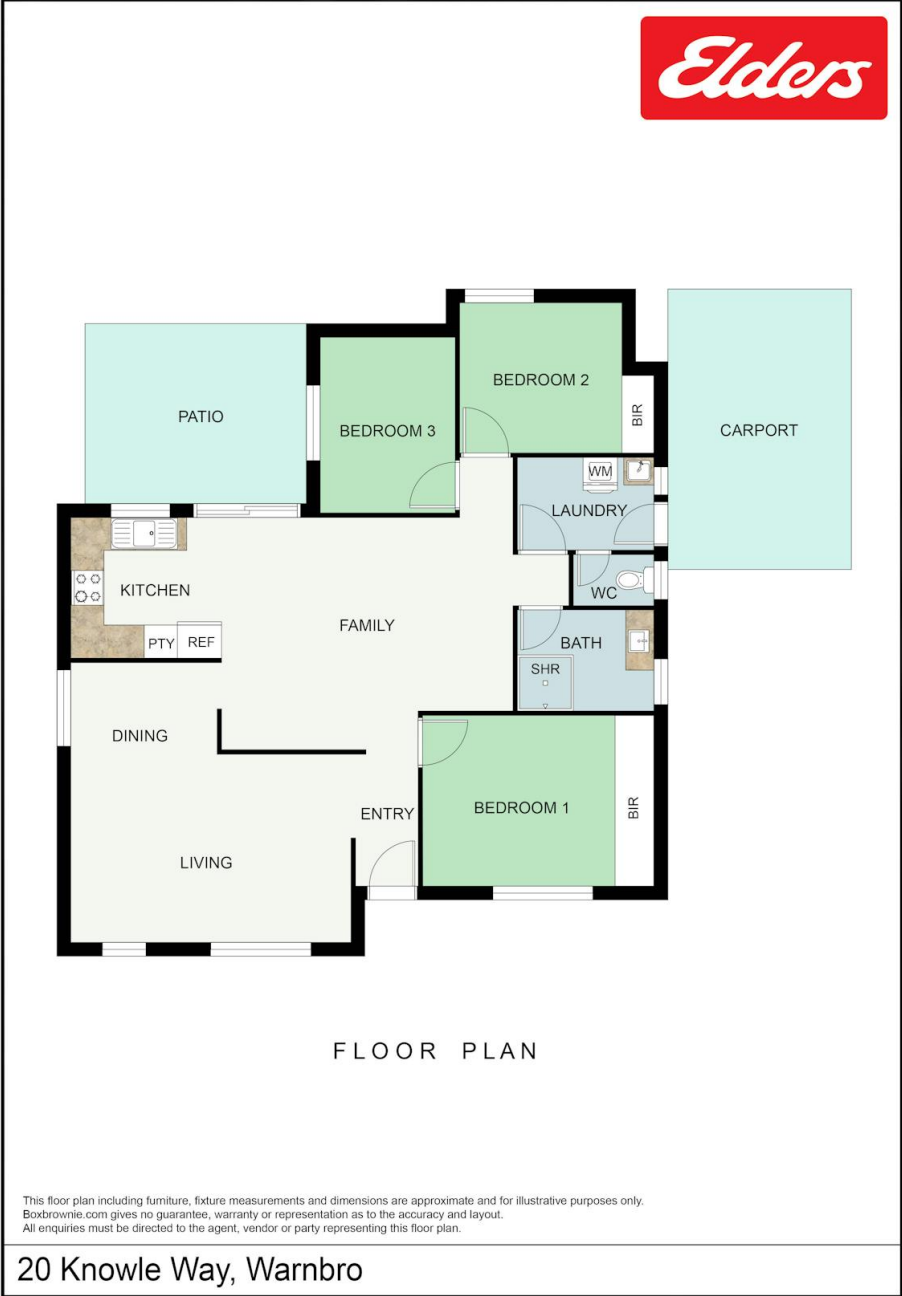 Elders
BEDROOM 2
BIR
PATIO
BEDROOM 3
CARPORT
WM
LAUNDRY
KITCHEN
WC
FAMILY
PTY
REF
BATH
SHR
DINING
BEDROOM 1
BIR
ENTRY
LIVING
FLOOR PLAN
This floor plan including furniture, fixture measurements and dimensions are approximate and for illustrative purposes only.
Boxbrownie.com gives no guarantee, warranty or representation as to the accuracy and layout.
All enquiries must be directed to the agent, vendor or party representing this floor plan.
20 Knowle Way, Warnbro